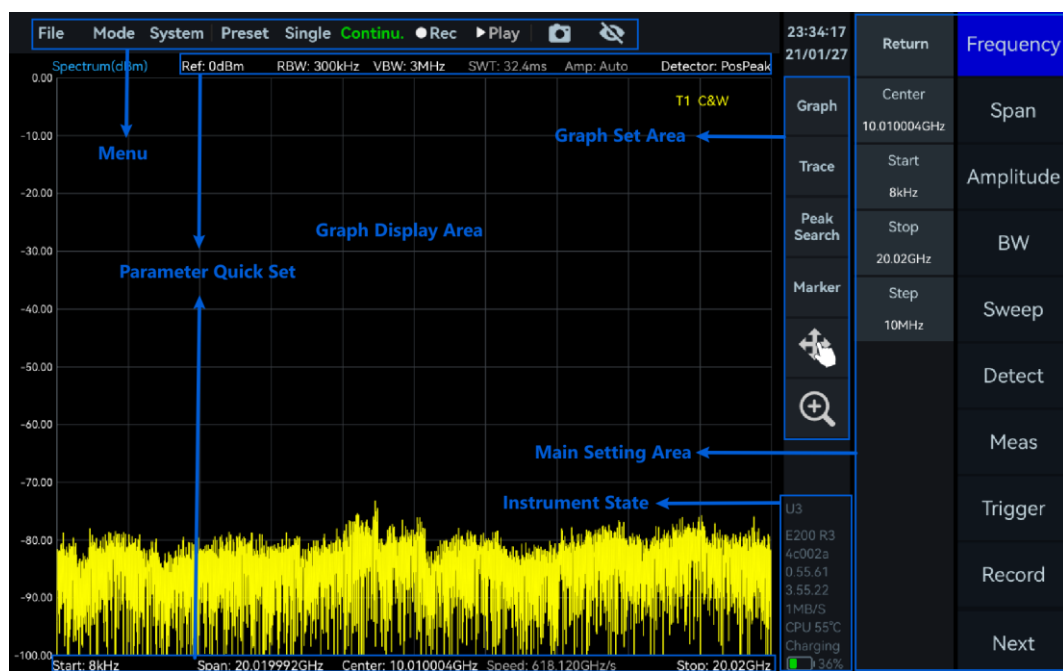 File Mode System Preset Single Continu. Rec Play
23:34:17
21/01/27
Spectrum(dBm) Ref: 0dBm RBW: 300kHz VBW: 3MHz SWT: 32.4ms Amp: Auto Detector: PosPeak
T1 C&W
0.00
-10.00
-20.00
-30.00
-40.00
-50.00
-60.00
-70.00
-80.00
-90.00
-100.00
Menu
Graph Set Area
Graph Display Area
Parameter Quick Set
Main Setting Area
Instrument State
Start: 8kHz Span: 20.019992GHz Center: 10.010004GHz Speed: 618.120GHz/s Stop: 20.02GHz
Graph
Trace
Peak
Search
Marker
U3
E200 R3
4c002a
0.55.61
3.55.22
1MB/S
CPU 55°C
Charging
36%
Return
Center
10.010004GHz
Start
8kHz
Stop
20.02GHz
Step
10MHz
Frequency
Span
Amplitude
BW
Sweep
Detect
Meas
Trigger
Record
Next